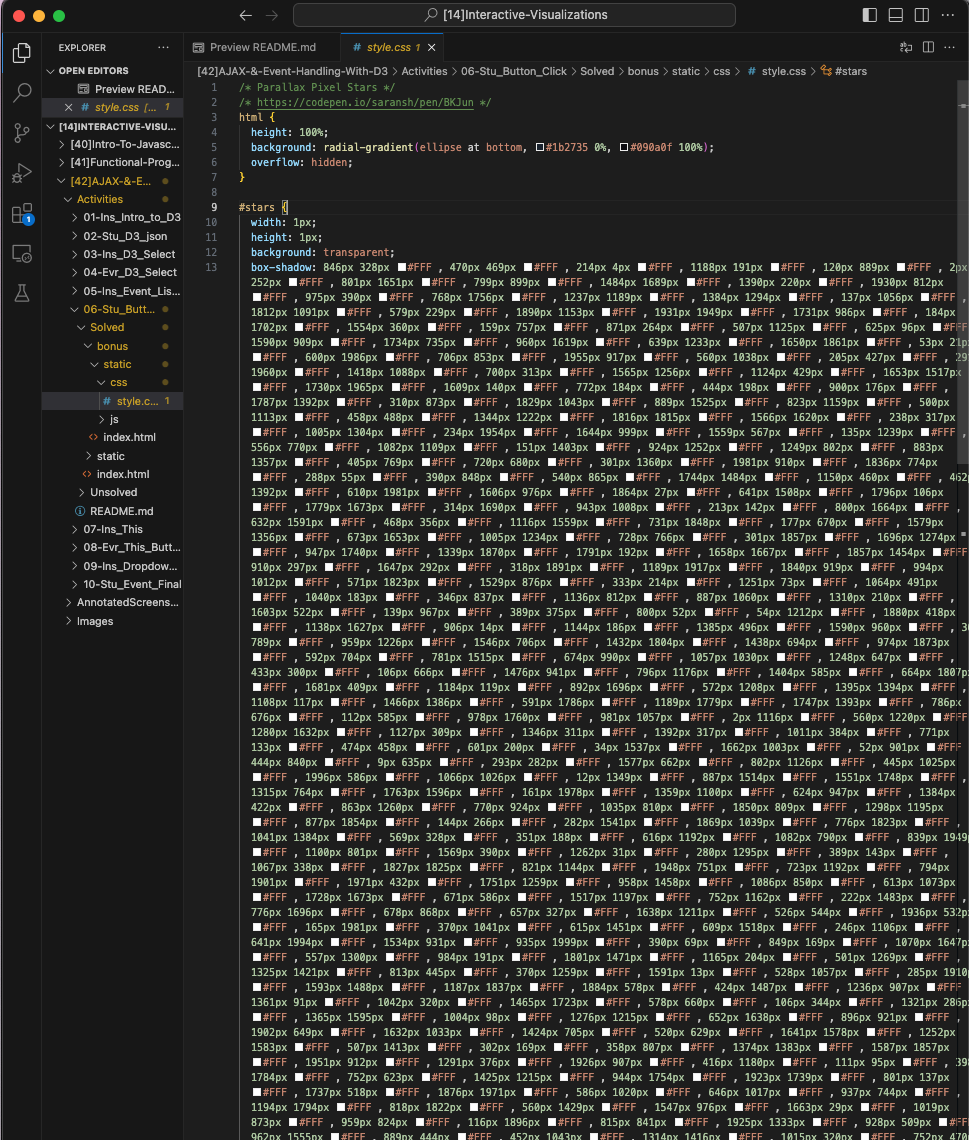 [14]Interactive-Visualizations
EXPLORER
OPEN EDITORS
Preview READ...
# style.css [... 1
[14]INTERACTIVE-VISU...
[40]Intro-To-Javasc...
[41]Functional-Prog...
[42]AJAX-&-E...
Activities
01-Ins_Intro_to_D3
02-Stu_D3_json
03-Ins_D3_Select
04-Evr_D3_Select
05-Ins_Event_Lis...
06-Stu_Butt...
Solved
bonus
static
css
# style.c... 1
js
index.html
static
index.html
Unsolved
README.md
07-Ins_This
08-Evr_This_Butt...
09-Ins_Dropdow...
10-Stu_Event_Final
AnnotatedScreens...
Images
1
Preview README.md
# style.css 1
[42]AJAX-&-Event-Handling-With-D3 > Activities > 06-Stu_Button_Click > Solved > bonus > static > css > # style.css > #stars
1 /* Parallax Pixel Stars */
2 /* https://codepen.io/saransh/pen/BKJun */
3 html {
4 height: 100%;
5 background: radial-gradient(ellipse at bottom, #1b2735 0%, #090a0f 100%);
6 overflow: hidden;
7 }
8
9 #stars {
10 width: 1px;
11 height: 1px;
12 background: transparent;
13 box-shadow: 846px 328px #FFF , 470px 469px #FFF , 214px 4px #FFF , 1188px 191px #FFF , 120px 889px #FFF , 2px
252px #FFF , 801px 1651px #FFF , 799px 899px #FFF , 1484px 1689px #FFF , 1390px 220px #FFF , 1930px 812px
#FFF , 975px 390px #FFF , 768px 1756px #FFF , 1237px 1189px #FFF , 1384px 1294px #FFF , 137px 1056px #FFF ,
1812px 1091px #FFF , 579px 229px #FFF , 1890px 1153px #FFF , 1931px 1949px #FFF , 1731px 986px #FFF , 184px
1702px #FFF , 1554px 360px #FFF , 159px 757px #FFF , 871px 264px #FFF , 507px 1125px #FFF , 625px 96px #FFF ,
1590px 909px #FFF , 1734px 735px #FFF , 960px 1619px #FFF , 639px 1233px #FFF , 1650px 1861px #FFF , 53px 21px
#FFF , 600px 1986px #FFF , 706px 853px #FFF , 1955px 917px #FFF , 560px 1038px #FFF , 205px 427px #FFF ,
1960px #FFF , 1418px 1088px #FFF , 700px 313px #FFF , 1565px 1256px #FFF , 1124px 429px #FFF , 1653px 1517px
#FFF , 1730px 1965px #FFF , 1609px 140px #FFF , 772px 184px #FFF , 444px 198px #FFF , 900px 176px #FFF ,
1787px 1392px #FFF , 310px 873px #FFF , 1829px 1043px #FFF , 889px 1525px #FFF , 823px 1159px #FFF , 500px
1113px #FFF , 458px 488px #FFF , 1344px 1222px #FFF , 1816px 1815px #FFF , 1566px 1620px #FFF , 238px 317px
#FFF , 1005px 1304px #FFF , 234px 1954px #FFF , 1644px 999px #FFF , 1559px 567px #FFF , 135px 1239px #FFF ,
556px 770px #FFF , 1082px 1109px #FFF , 151px 1403px #FFF , 924px 1252px #FFF , 1249px 802px #FFF , 883px
1357px #FFF , 405px 769px #FFF , 720px 680px #FFF , 301px 1360px #FFF , 1981px 910px #FFF , 1836px 774px
#FFF , 288px 55px #FFF , 390px 848px #FFF , 540px 865px #FFF , 1744px 1484px #FFF , 1150px 460px #FFF , 462px
1392px #FFF , 610px 1981px #FFF , 1606px 976px #FFF , 1864px 27px #FFF , 641px 1508px #FFF , 1796px 106px
#FFF , 1779px 1673px #FFF , 314px 1690px #FFF , 943px 1008px #FFF , 213px 142px #FFF , 800px 1664px #FFF ,
632px 1591px #FFF , 468px 356px #FFF , 1116px 1559px #FFF , 731px 1848px #FFF , 177px 670px #FFF , 1579px
1356px #FFF , 673px 1653px #FFF , 1005px 1234px #FFF , 728px 766px #FFF , 301px 1857px #FFF , 1696px 1274px
#FFF , 947px 1740px #FFF , 1339px 1870px #FFF , 1791px 192px #FFF , 1658px 1667px #FFF , 1857px 1454px #FFF ,
910px 297px #FFF , 1647px 292px #FFF , 318px 1891px #FFF , 1189px 1917px #FFF , 1840px 919px #FFF , 994px
1012px #FFF , 571px 1823px #FFF , 1529px 876px #FFF , 333px 214px #FFF , 1251px 73px #FFF , 1064px 491px
#FFF , 1040px 183px #FFF , 346px 837px #FFF , 1136px 812px #FFF , 887px 1060px #FFF , 1310px 210px #FFF ,
1603px 522px #FFF , 139px 967px #FFF , 389px 375px #FFF , 800px 52px #FFF , 54px 1212px #FFF , 1880px 418px
#FFF , 1138px 1627px #FFF , 906px 14px #FFF , 1144px 186px #FFF , 1385px 496px #FFF , 1590px 960px #FFF ,
789px #FFF , 959px 1226px #FFF , 1546px 706px #FFF , 1432px 1804px #FFF , 1438px 694px #FFF , 974px 1873px
#FFF , 592px 704px #FFF , 781px 1515px #FFF , 674px 990px #FFF , 1057px 1030px #FFF , 1248px 647px #FFF ,
433px 300px #FFF , 106px 666px #FFF , 1476px 941px #FFF , 796px 1176px #FFF , 1404px 585px #FFF , 664px 1807px
#FFF , 1681px 409px #FFF , 1184px 119px #FFF , 892px 1696px #FFF , 572px 1208px #FFF , 1395px 1394px #FFF ,
1108px 117px #FFF , 1466px 1386px #FFF , 591px 1786px #FFF , 1189px 1779px #FFF , 1747px 1393px #FFF , 786px
676px #FFF , 112px 585px #FFF , 978px 1760px #FFF , 981px 1057px #FFF , 2px 1116px #FFF , 560px 1220px #FFF ,
1280px 1632px #FFF , 1127px 309px #FFF , 1346px 311px #FFF , 1392px 317px #FFF , 1011px 384px #FFF , 771px
133px #FFF , 474px 458px #FFF , 601px 200px #FFF , 34px 1537px #FFF , 1662px 1003px #FFF , 52px 901px #FFF ,
444px 840px #FFF , 9px 635px #FFF , 293px 282px #FFF , 1577px 662px #FFF , 802px 1126px #FFF , 445px 1025px
#FFF , 1996px 586px #FFF , 1066px 1026px #FFF , 12px 1349px #FFF , 887px 1514px #FFF , 1551px 1748px #FFF ,
1315px 764px #FFF , 1763px 1596px #FFF , 161px 1978px #FFF , 1359px 1100px #FFF , 624px 947px #FFF , 1384px
422px #FFF , 863px 1260px #FFF , 770px 924px #FFF , 1035px 810px #FFF , 1850px 809px #FFF , 1298px 1195px
#FFF , 877px 1854px #FFF , 144px 266px #FFF , 282px 1541px #FFF , 1869px 1039px #FFF , 776px 1823px #FFF ,
1041px 1384px #FFF , 569px 328px #FFF , 351px 188px #FFF , 616px 1192px #FFF , 1082px 790px #FFF , 839px 1949px
#FFF , 1100px 801px #FFF , 1569px 390px #FFF , 1262px 31px #FFF , 280px 1295px #FFF , 389px 143px #FFF ,
1067px 338px #FFF , 1827px 1825px #FFF , 821px 1144px #FFF , 1948px 751px #FFF , 723px 1192px #FFF , 794px
1901px #FFF , 1971px 432px #FFF , 1751px 1259px #FFF , 958px 1458px #FFF , 1086px 850px #FFF , 613px 1073px
#FFF , 1728px 1673px #FFF , 671px 586px #FFF , 1517px 1197px #FFF , 752px 1162px #FFF , 222px 1483px #FFF ,
776px 1696px #FFF , 678px 868px #FFF , 657px 327px #FFF , 1638px 1211px #FFF , 526px 544px #FFF , 1936px 532px
#FFF , 165px 1981px #FFF , 370px 1041px #FFF , 615px 1451px #FFF , 609px 1518px #FFF , 246px 1106px #FFF ,
641px 1994px #FFF , 1534px 931px #FFF , 935px 1999px #FFF , 390px 69px #FFF , 849px 169px #FFF , 1070px 1647px
#FFF , 557px 1300px #FFF , 984px 191px #FFF , 1801px 1471px #FFF , 1165px 204px #FFF , 501px 1269px #FFF ,
1325px 1421px #FFF , 813px 445px #FFF , 370px 1259px #FFF , 1591px 13px #FFF , 528px 1057px #FFF , 285px 1910px
#FFF , 1593px 1488px #FFF , 1187px 1837px #FFF , 1884px 578px #FFF , 424px 1487px #FFF , 1236px 907px #FFF ,
1361px 91px #FFF , 1042px 320px #FFF , 1465px 1723px #FFF , 578px 660px #FFF , 106px 344px #FFF , 1321px 286px
#FFF , 1365px 1595px #FFF , 1004px 98px #FFF , 1276px 1215px #FFF , 652px 1638px #FFF , 896px 921px #FFF ,
1902px 649px #FFF , 1632px 1033px #FFF , 1424px 705px #FFF , 520px 629px #FFF , 1641px 1578px #FFF , 1252px
1583px #FFF , 507px 1413px #FFF , 302px 169px #FFF , 358px 807px #FFF , 1374px 1383px #FFF , 1587px 1857px
#FFF , 1951px 912px #FFF , 1291px 376px #FFF , 1926px 907px #FFF , 416px 1180px #FFF , 111px 95px #FFF ,
1784px #FFF , 752px 623px #FFF , 1425px 1215px #FFF , 944px 1754px #FFF , 1923px 1739px #FFF , 801px 137px
#FFF , 1737px 518px #FFF , 1876px 1971px #FFF , 586px 1020px #FFF , 646px 1017px #FFF , 937px 744px #FFF ,
1194px 1794px #FFF , 818px 1822px #FFF , 560px 1429px #FFF , 1547px 976px #FFF , 1663px 29px #FFF , 1019px
873px #FFF , 959px 824px #FFF , 116px 1896px #FFF , 815px 841px #FFF , 1925px 1333px #FFF , 928px 509px #FFF ,
962px 1555px #FFF , 889px 444px #FFF , 452px 1043px #FFF , 1314px 1416px #FFF , 1015px 320px #FFF , 752px 402px